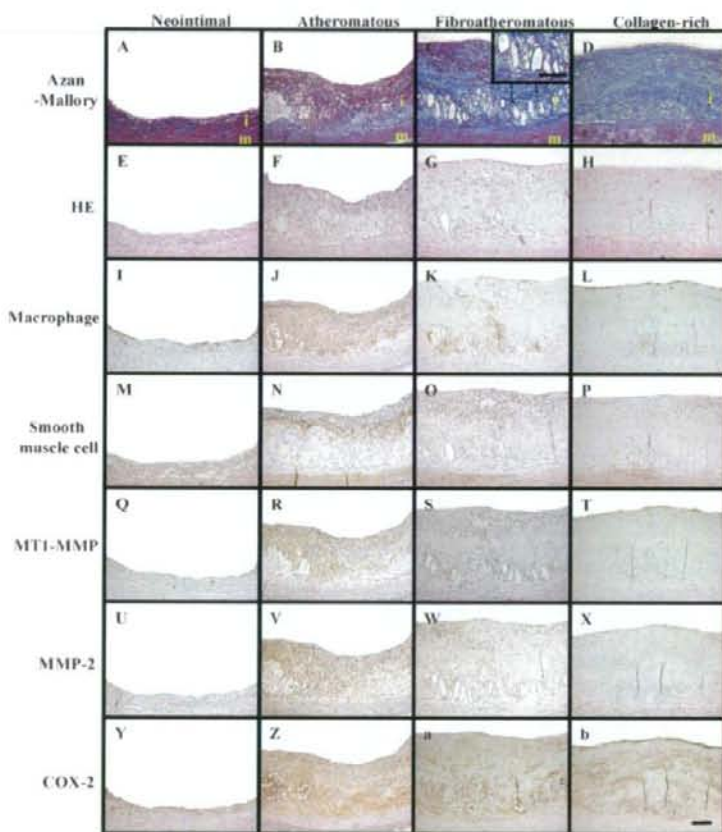 Neointimal Atheromatous Fibroatheromatous Collagen-rich
Azan
-Mallory
A B C D
i i i i
m m m m
HE
E F G H
Macrophage
I J K L
Smooth
muscle cell
M N O P
MT1-MMP
Q R S T
MMP-2
U V W X
COX-2
Y Z a b